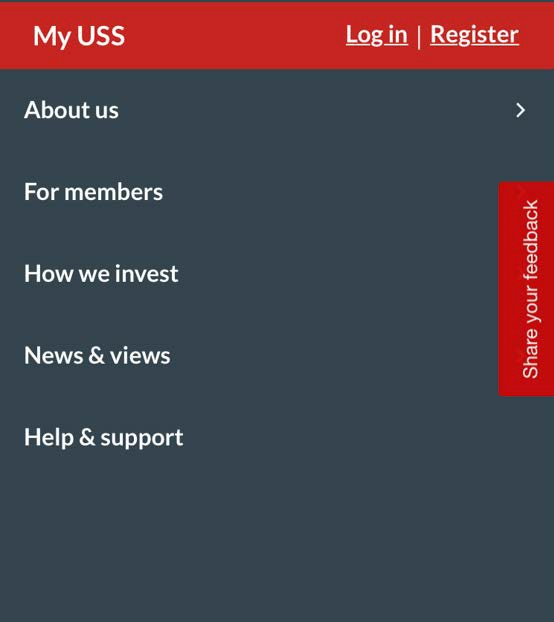 My USS
Log in | Register
About us
For members
How we invest
News & views
Help & support
Share your feedback